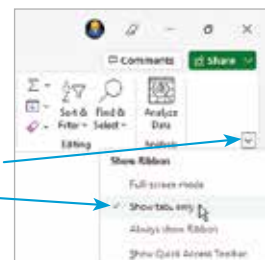 Comments Share
Sort & Find & Analyze
Filter Select Data
Editing Analysis
Show Ribbon
Full-screen mode
Show tabs only
Always show Ribbon
Show Quick Access Toolbar